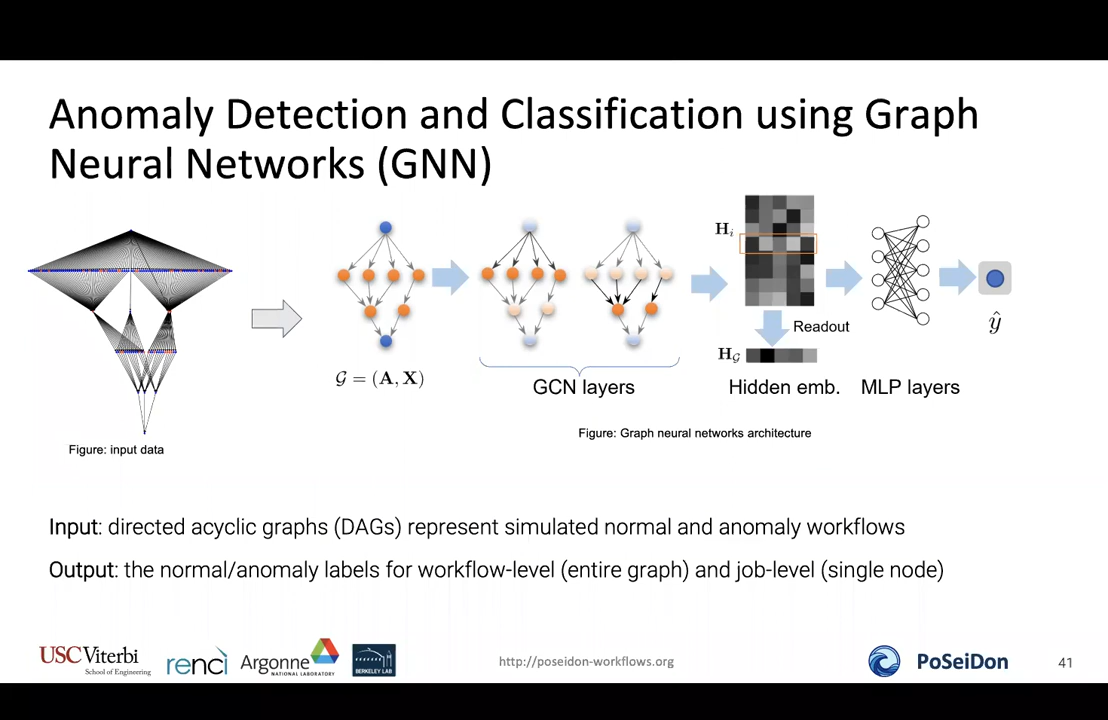 Anomaly Detection and Classification using Graph
Neural Networks (GNN)
H𝑖
Readout
H𝒢
𝒢 = (A, X)
ŷ
GCN layers
Hidden emb.
MLP layers
Figure: Graph neural networks architecture
Figure: input data
Input: directed acyclic graphs (DAGs) represent simulated normal and anomaly workflows
Output: the normal/anomaly labels for workflow-level (entire graph) and job-level (single node)
USC Viterbi
School of Engineering
renci
Argonne
NATIONAL LABORATORY
BERKELEY LAB
http://poseidon-workflows.org
PoSeiDon
41